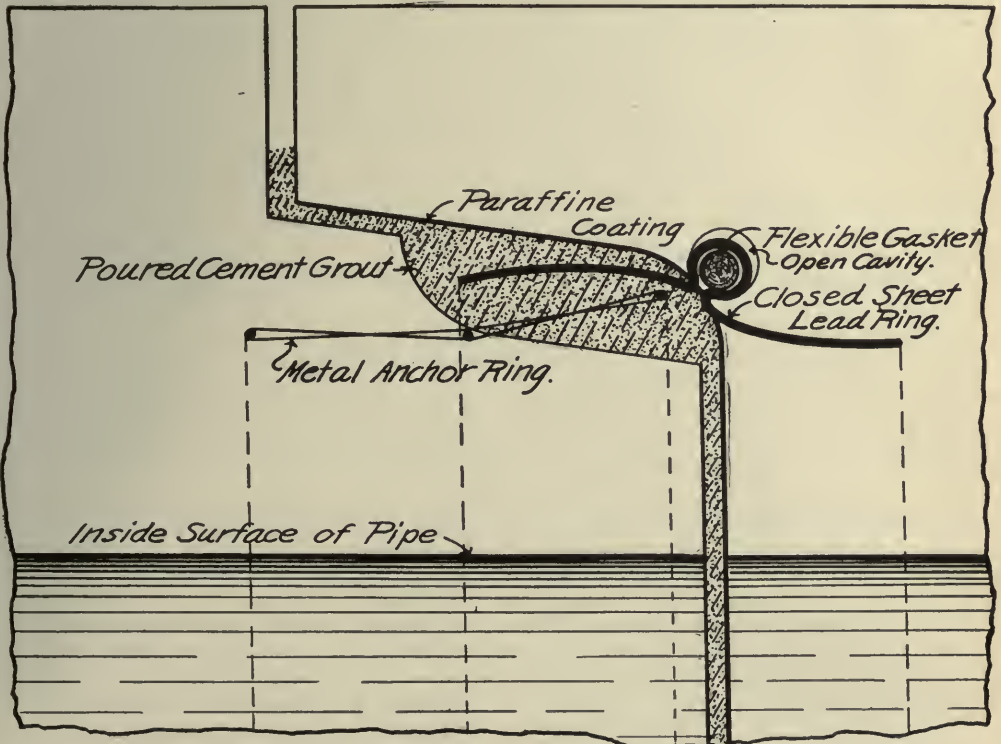 Paraffine
Coating
Flexible Gasket
Open Cavity.
Poured Cement Grout
Closed Sheet
Lead Ring.
Metal Anchor Ring.
Inside Surface of Pipe